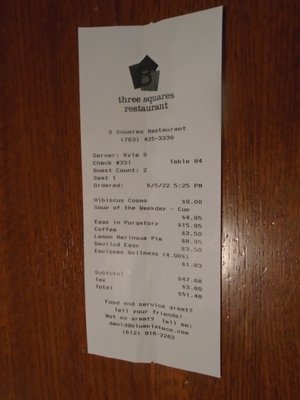 3
three squares
restaurant
3 Squares Restaurant
(763) 425-3330
Server: Kyle S
Check #331 Table 84
Guest Count: 2
Seat 1
Ordered: 6/5/22 5:25 PM
Hibiscus Cosmo $9.00
Soup of the Weekday - Cup
$4.95
Eggs in Purgatory $15.95
Coffee $3.50
Lemon Meringue Pie $8.95
Deviled Eggs $3.50
Employee Wellness (4.00%)
$1.83
Subtotal $47.68
Tax $3.80
Total $51.48
Food and service great?
Tell your friends!
Not so great? Tell me:
david@blueplateco.com
(612) 910-2262